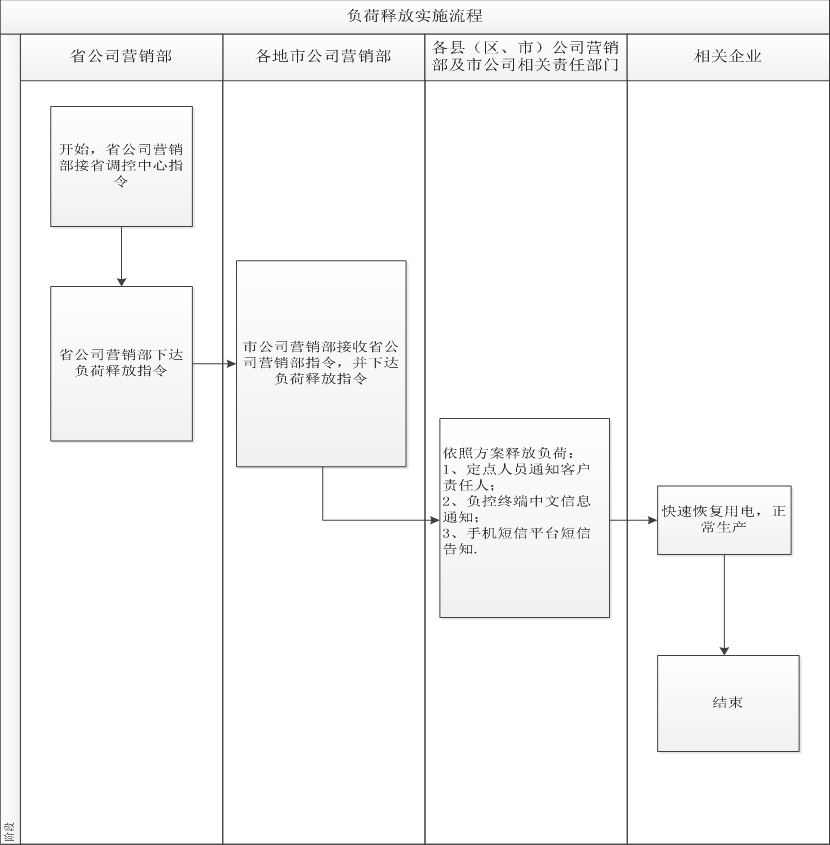 负荷释放实施流程
省公司营销部
各地市公司营销部
各县（区、市）公司营销
部及市公司相关责任部门
相关企业
开始，省公司营销
部接省调控中心指
令
省公司营销部下达
负荷释放指令
市公司营销部接收省公
司营销部指令，并下达
负荷释放指令
依照方案释放负荷：
1、定点人员通知客户
责任人；
2、负控终端中文信息
通知；
3、手机短信平台短信
告知.
快速恢复用电，正
常生产
结束
阶段